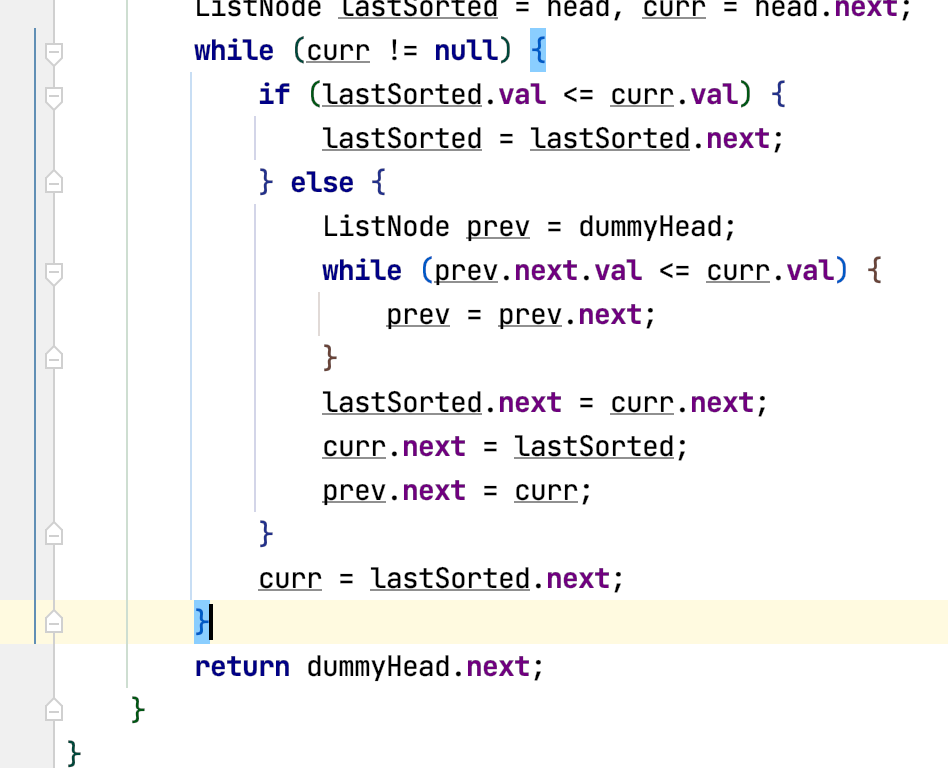 ListNode lastSorted = head, curr = head.next;
while (curr != null) {
if (lastSorted.val <= curr.val) {
lastSorted = lastSorted.next;
} else {
ListNode prev = dummyHead;
while (prev.next.val <= curr.val) {
prev = prev.next;
}
lastSorted.next = curr.next;
curr.next = lastSorted;
prev.next = curr;
}
curr = lastSorted.next;
}
return dummyHead.next;
}
}